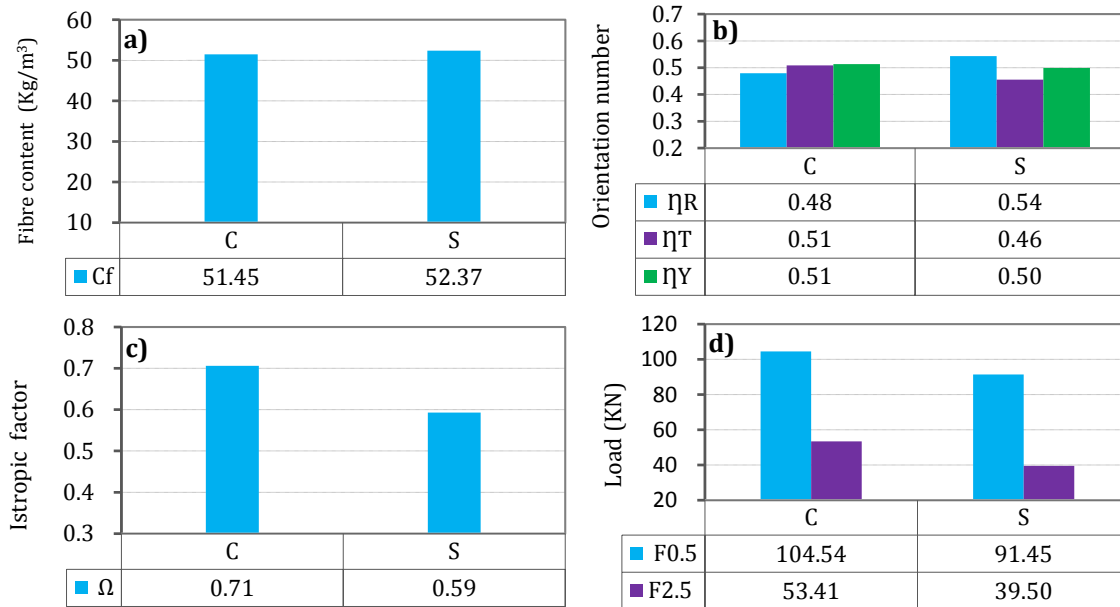 a)
Fibre content (Kg/m³)
60
50
40
30
20
10
C S
Cf 51.45 52.37
b)
Orientation number
0.7
0.6
0.5
0.4
0.3
0.2
C S
ηR 0.48 0.54
ηT 0.51 0.46
ηY 0.51 0.50
c)
Istropic factor
0.8
0.7
0.6
0.5
0.4
0.3
C S
Ω 0.71 0.59
d)
Load (KN)
120
100
80
60
40
20
C S
F0.5 104.54 91.45
F2.5 53.41 39.50